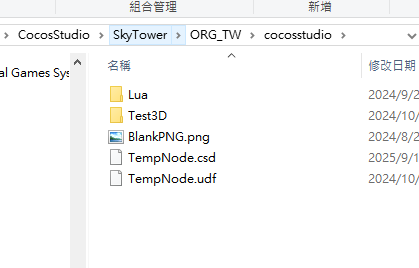 組合管理 新增
CocosStudio > SkyTower > ORG_TW > cocosstudio >
名稱 修改日期
al Games Sys
Lua 2024/9/2
Test3D 2024/10/
BlankPNG.png 2024/8/2
TempNode.csd 2025/9/1
TempNode.udf 2024/10/